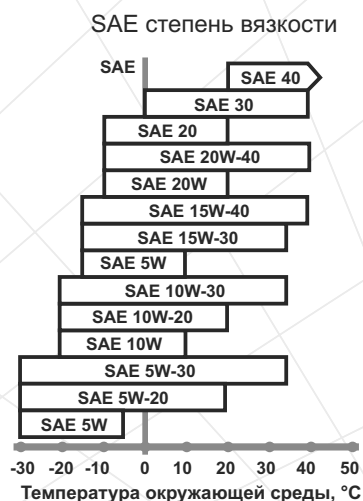 SAE степень вязкости
SAE
SAE 40
SAE 30
SAE 20
SAE 20W-40
SAE 20W
SAE 15W-40
SAE 15W-30
SAE 5W
SAE 10W-30
SAE 10W-20
SAE 10W
SAE 5W-30
SAE 5W-20
SAE 5W
-30 -20 -10 0 10 20 30 40 50
Температура окружающей среды, °C